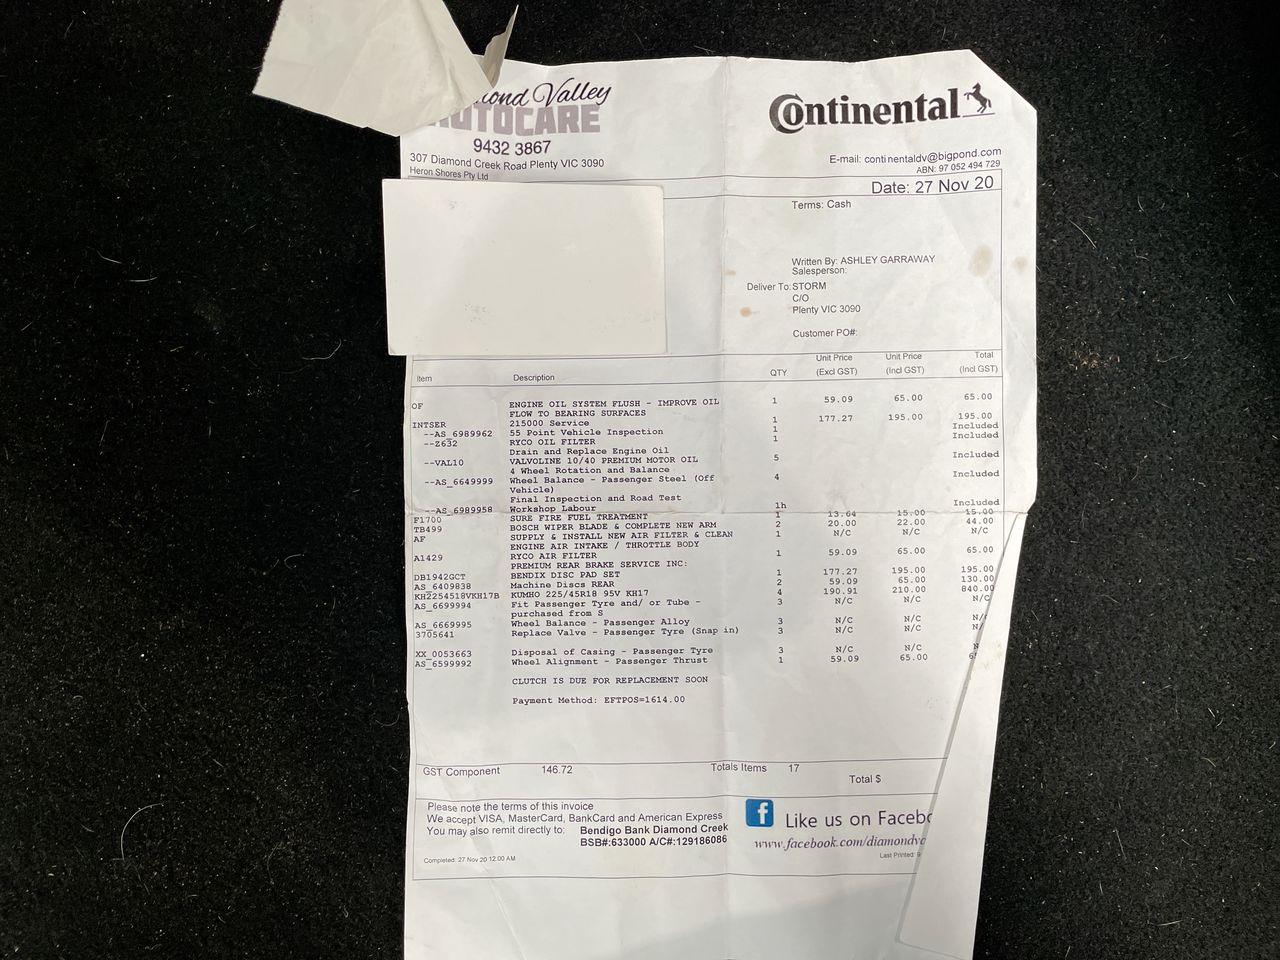 ond Valley
AUTOCARE
9432 3867
307 Diamond Creek Road Plenty VIC 3090
Heron Shores Pty Ltd
Continental
E-mail: continentaldv@bigpond.com
ABN: 97 052 494 729
Date: 27 Nov 20
Terms: Cash
Written By: ASHLEY GARRAWAY
Salesperson:
Deliver To: STORM
C/O
Plenty VIC 3090
Customer PO#:
Item Description QTY Unit Price (Excl GST) Unit Price (Incl GST) Total (Incl GST)
OF ENGINE OIL SYSTEM FLUSH - IMPROVE OIL 1 59.09 65.00 65.00
FLOW TO BEARING SURFACES
INTSER 215000 Service 1 177.27 195.00 195.00
--AS_6989962 55 Point Vehicle Inspection 1 Included
--Z632 RYCO OIL FILTER 1 Included
Drain and Replace Engine Oil
--VAL10 VALVOLINE 10/40 PREMIUM MOTOR OIL 5 Included
4 Wheel Rotation and Balance
--AS_6649999 Wheel Balance - Passenger Steel (Off 4 Included
Vehicle)
Final Inspection and Road Test
--AS_6989958 Workshop Labour 1h Included
F1700 SURE FIRE FUEL TREATMENT 1 13.64 15.00 15.00
TB499 BOSCH WIPER BLADE & COMPLETE NEW ARM 2 20.00 22.00 44.00
AF SUPPLY & INSTALL NEW AIR FILTER & CLEAN 1 N/C N/C N/C
ENGINE AIR INTAKE / THROTTLE BODY
A1429 RYCO AIR FILTER 1 59.09 65.00 65.00
PREMIUM REAR BRAKE SERVICE INC:
DB1942GCT BENDIX DISC PAD SET 1 177.27 195.00 195.00
AS_6409838 Machine Discs REAR 2 59.09 65.00 130.00
KH2254518VKH17B KUMHO 225/45R18 95V KH17 4 190.91 210.00 840.00
AS_6699994 Fit Passenger Tyre and/ or Tube - 3 N/C N/C N/C
purchased from S
AS_6669995 Wheel Balance - Passenger Alloy 3 N/C N/C N/C
3705641 Replace Valve - Passenger Tyre (Snap in) 3 N/C N/C N/
XX_0053663 Disposal of Casing - Passenger Tyre 3 N/C N/C N
AS_6599992 Wheel Alignment - Passenger Thrust 1 59.09 65.00 6
CLUTCH IS DUE FOR REPLACEMENT SOON
Payment Method: EFTPOS=1614.00
GST Component 146.72 Totals Items 17 Total $
Please note the terms of this invoice
We accept VISA, MasterCard, BankCard and American Express
You may also remit directly to: Bendigo Bank Diamond Creek
BSB#:633000 A/C#:129186086
Completed: 27 Nov 20 12:00 AM
f Like us on Facebo
www.facebook.com/diamondva
Last Printed: